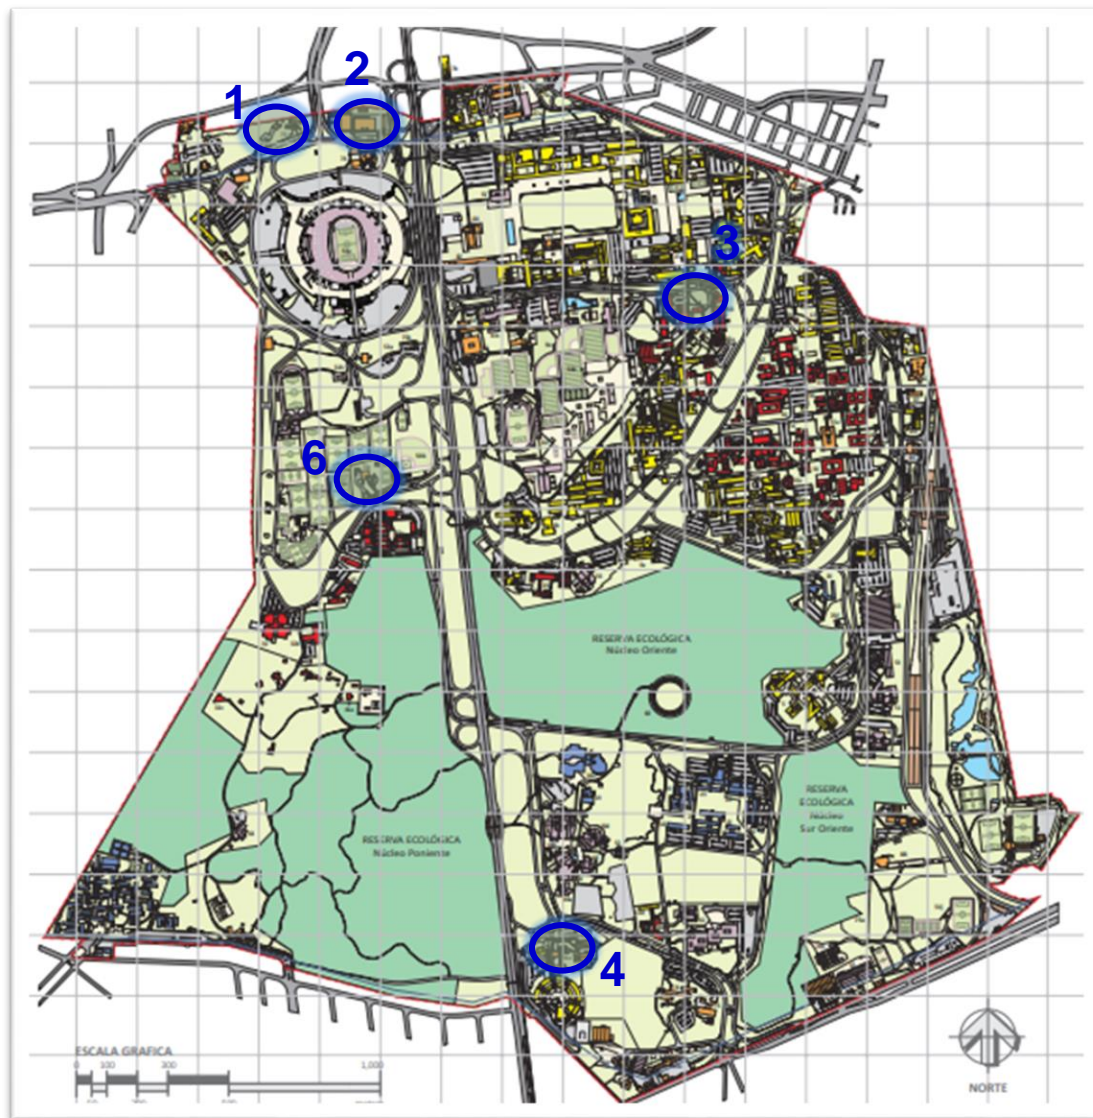 2
1
3
6
RESERVA ECOLÓGICA
Núcleo Oriente
RESERVA
ECOLÓGICA
Núcleo
Sur Oriente
RESERVA ECOLÓGICA
Núcleo Poniente
4
ESCALA GRAFICA
0 100 300 1,000
NORTE